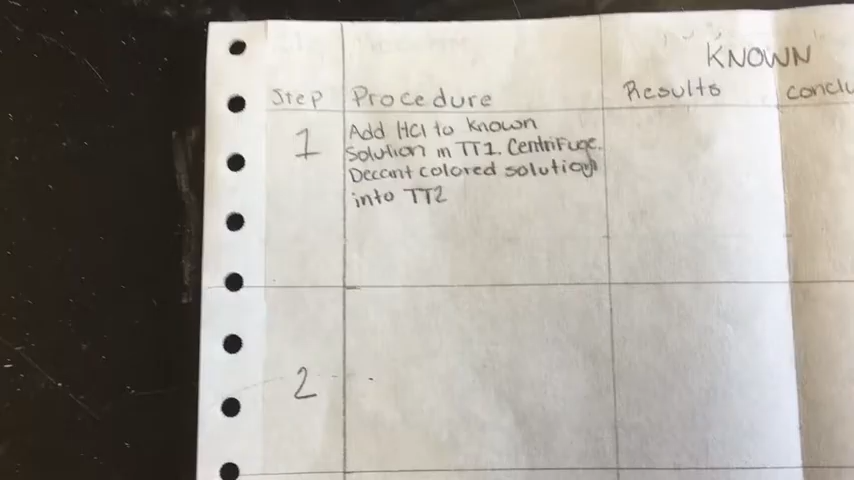 KNOWN
Step Procedure Results conclu
1 Add HCl to Known
Solution in TT1. Centrifuge.
Decant colored solution
into TT2
2